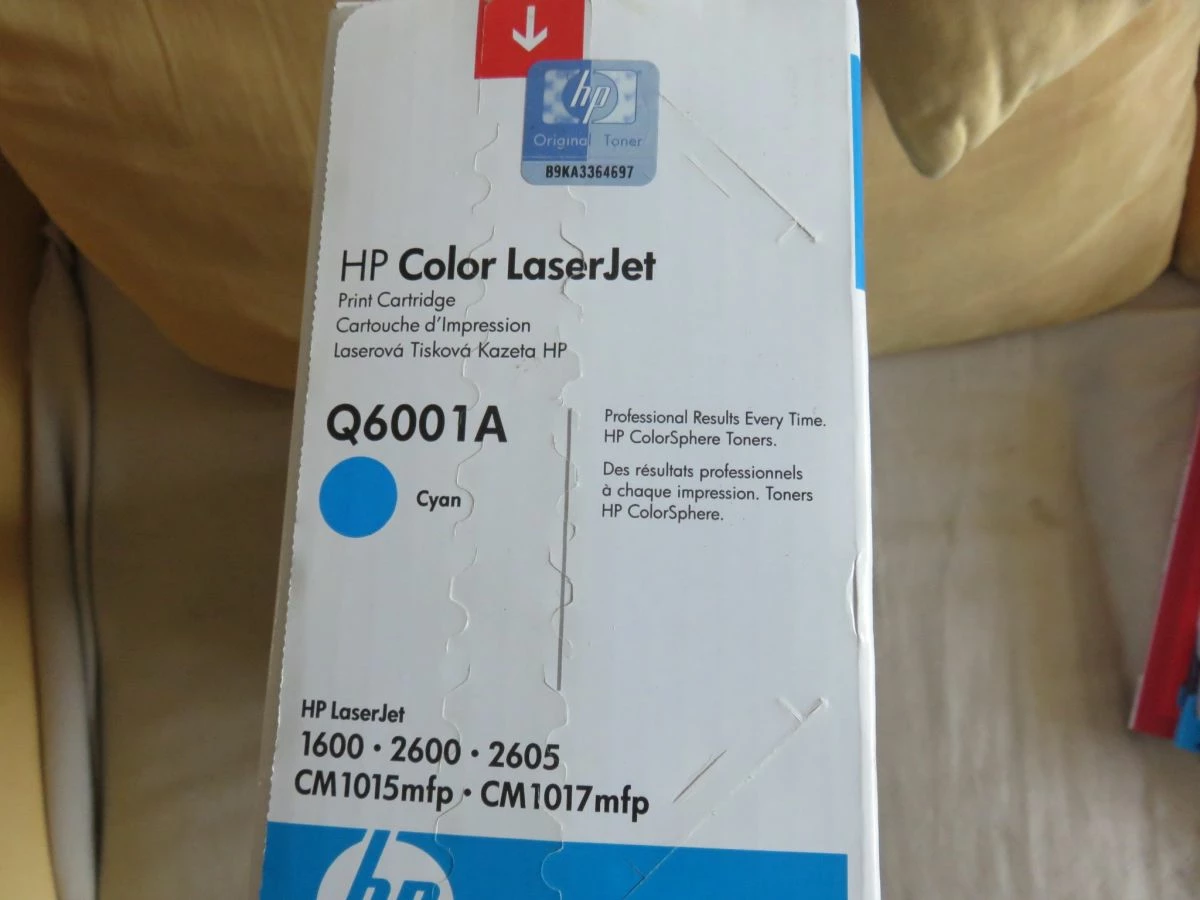 hp
Original Toner
B9KA3364697
HP Color LaserJet
Print Cartridge
Cartouche d'Impression
Laserová Tisková Kazeta HP
Q6001A
Cyan
Professional Results Every Time.
HP ColorSphere Toners.
Des résultats professionnels
à chaque impression. Toners
HP ColorSphere.
HP LaserJet
1600 • 2600 • 2605
CM1015mfp • CM1017mfp
hp